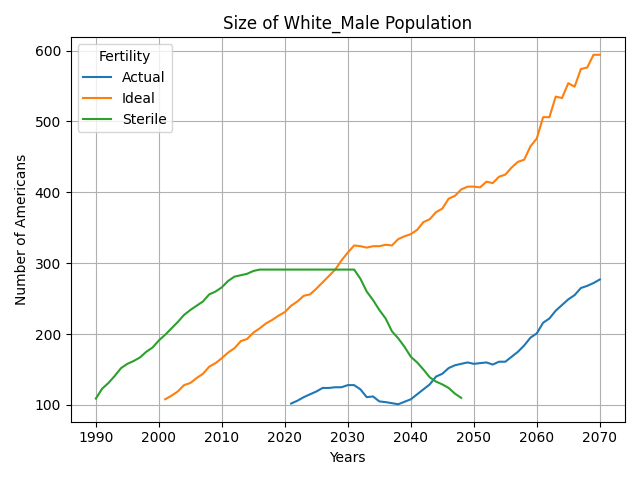 Size of White_Male Population
Fertility
Actual
Ideal
Sterile
Number of Americans
600
500
400
300
200
100
1990 2000 2010 2020 2030 2040 2050 2060 2070
Years